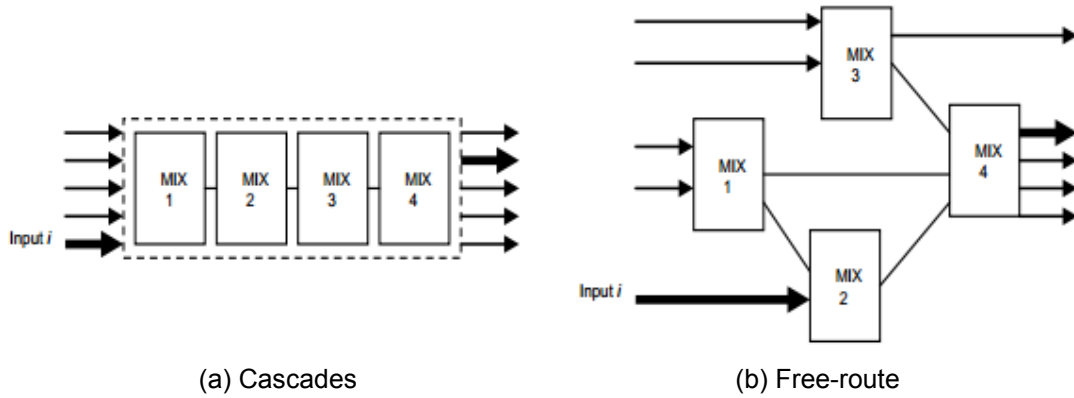 Input i
MIX
1
MIX
2
MIX
3
MIX
4
(a) Cascades
MIX
3
MIX
1
MIX
4
MIX
2
Input i
(b) Free-route